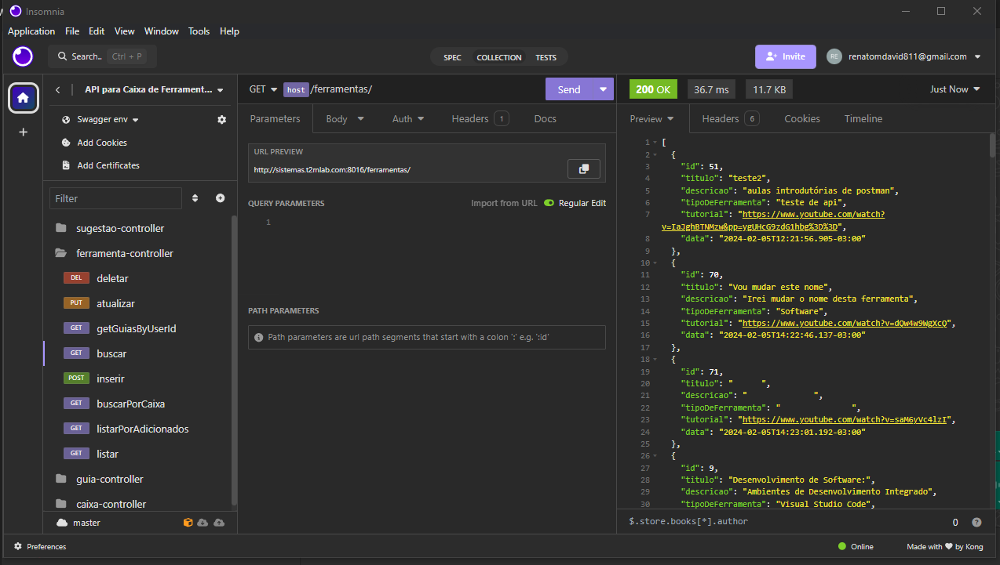 Insomnia
Application File Edit View Window Tools Help
Search.. Ctrl + P
SPEC COLLECTION TESTS
Invite
RE renatomdavid811@gmail.com
API para Caixa de Ferrament...
Swagger env
Add Cookies
Add Certificates
Filter
sugestao-controller
ferramenta-controller
DEL deletar
PUT atualizar
GET getGuiasByUserId
GET buscar
POST inserir
GET buscarPorCaixa
GET listarPorAdicionados
GET listar
guia-controller
caixa-controller
master
GET host/ferramentas/
Send
Parameters Body Auth Headers 1 Docs
URL PREVIEW
http://sistemas.t2mlab.com:8016/ferramentas/
QUERY PARAMETERS Import from URL Regular Edit
1
PATH PARAMETERS
Path parameters are url path segments that start with a colon ':' e.g. ':id'
200 OK 36.7 ms 11.7 KB Just Now
Preview Headers 6 Cookies Timeline
1 [
2 {
3 "id": 51,
4 "titulo": "teste2",
5 "descricao": "aulas introdutórias de postman",
6 "tipoDeFerramenta": "teste de api",
7 "tutorial": "https://www.youtube.com/watch?
v=IaJghBTNMzw&pp=ygUHcG9zdG1hbg%3D%3D",
8 "data": "2024-02-05T12:21:56.905-03:00"
9 },
10 {
11 "id": 70,
12 "titulo": "Vou mudar este nome",
13 "descricao": "Irei mudar o nome desta ferramenta",
14 "tipoDeFerramenta": "Software",
15 "tutorial": "https://www.youtube.com/watch?v=dQw4w9WgXcQ",
16 "data": "2024-02-05T14:22:46.137-03:00"
17 },
18 {
19 "id": 71,
20 "titulo": "      ",
21 "descricao": "              ",
22 "tipoDeFerramenta": "               ",
23 "tutorial": "https://www.youtube.com/watch?v=saM6yVc4lzI",
24 "data": "2024-02-05T14:23:01.192-03:00"
25 },
26 {
27 "id": 9,
28 "titulo": "Desenvolvimento de Software:",
29 "descricao": "Ambientes de Desenvolvimento Integrado",
30 "tipoDeFerramenta": "Visual Studio Code",
$.store.books[*].author 0
Preferences
Online Made with ❤ by Kong